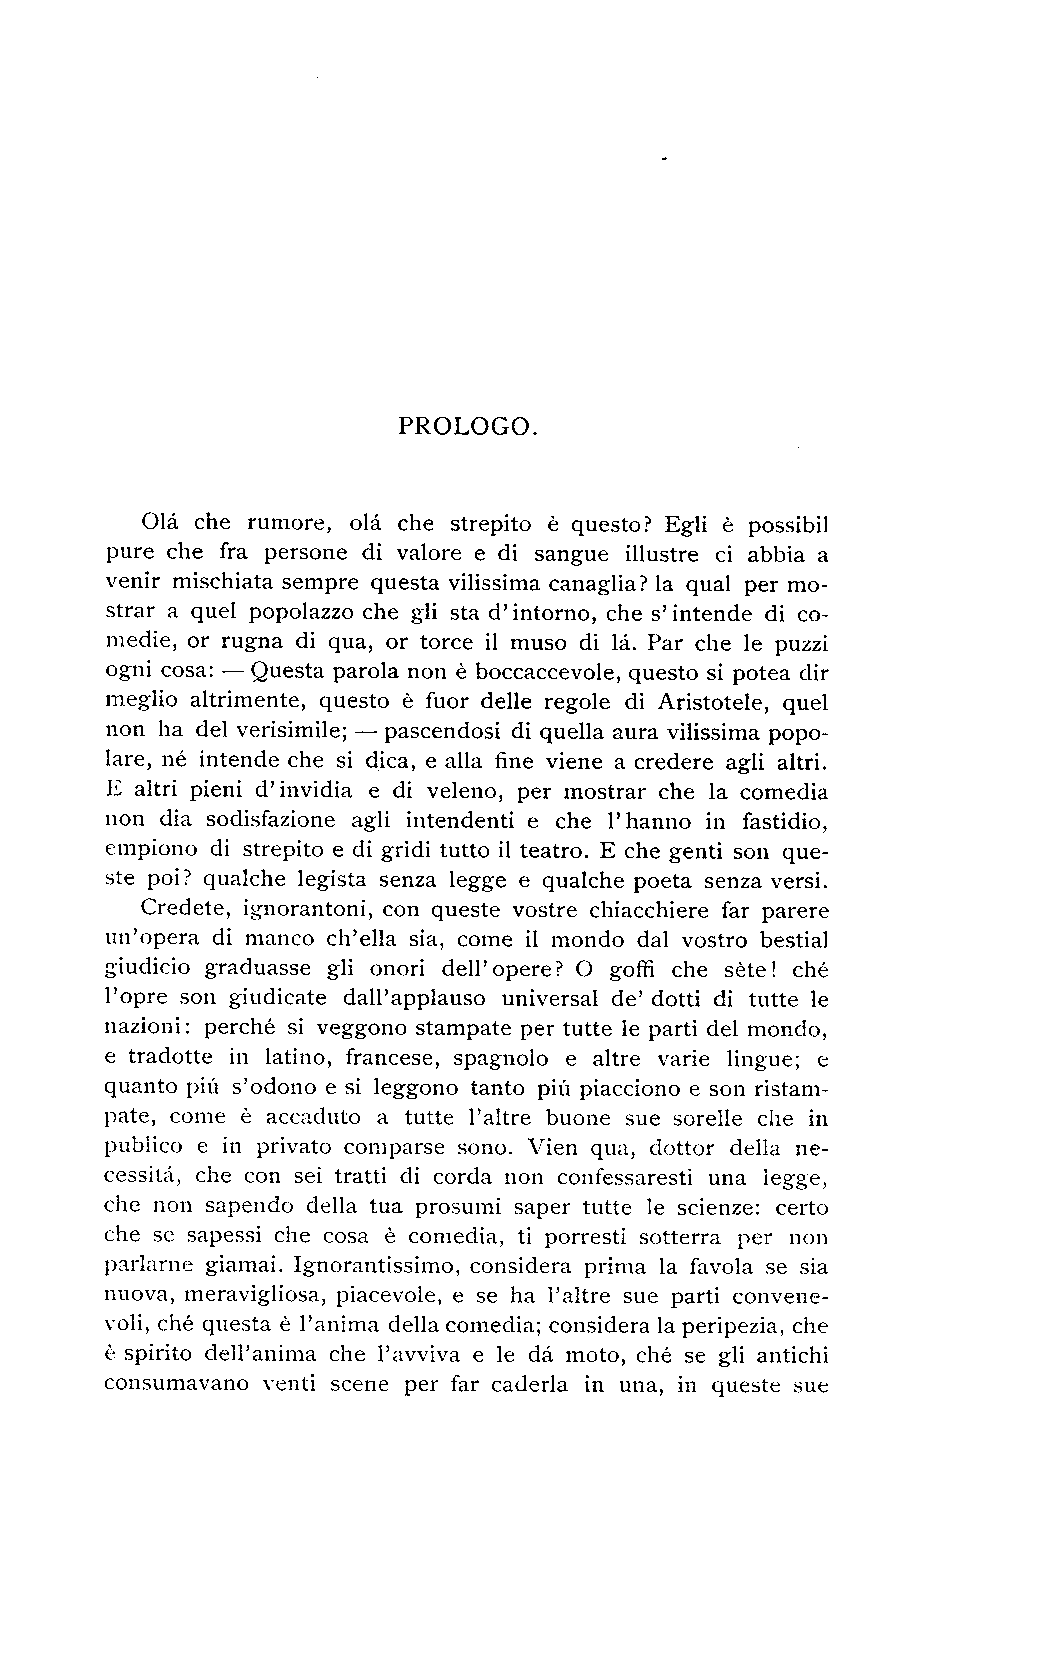 PROLOGO.
Olá che rumore, olá che strepito è questo? Egli è possibil
pure che fra persone di valore e di sangue illustre ci abbia a
venir mischiata sempre questa vilissima canaglia? la qual per mo-
strar a quel popolazzo che gli sta d'intorno, che s'intende di co-
medie, or rugna di qua, or torce il muso di lá. Par che le puzzi
ogni cosa: — Questa parola non è boccaccevole, questo si potea dir
meglio altrimente, questo è fuor delle regole di Aristotele, quel
non ha del verisimile; — pascendosi di quella aura vilissima popo-
lare, né intende che si dica, e alla fine viene a credere agli altri.
E altri pieni d'invidia e di veleno, per mostrar che la comedia
non dia sodisfazione agli intendenti e che l'hanno in fastidio,
empiono di strepito e di gridi tutto il teatro. E che genti son que-
ste poi? qualche legista senza legge e qualche poeta senza versi.
Credete, ignorantoni, con queste vostre chiacchiere far parere
un'opera di manco ch'ella sia, come il mondo dal vostro bestial
giudicio graduasse gli onori dell'opere? O goffi che sète! ché
l'opre son giudicate dall'applauso universal de' dotti di tutte le
nazioni: perché si veggono stampate per tutte le parti del mondo,
e tradotte in latino, francese, spagnolo e altre varie lingue; e
quanto piú s'odono e si leggono tanto piú piacciono e son ristam-
pate, come è accaduto a tutte l'altre buone sue sorelle che in
publico e in privato comparse sono. Vien qua, dottor della ne-
cessitá, che con sei tratti di corda non confessaresti una legge,
che non sapendo della tua prosumi saper tutte le scienze: certo
che se sapessi che cosa è comedia, ti porresti sotterra per non
parlarne giamai. Ignorantissimo, considera prima la favola se sia
nuova, meravigliosa, piacevole, e se ha l'altre sue parti convene-
voli, ché questa è l'anima della comedia; considera la peripezia, che
è spirito dell'anima che l'avviva e le dá moto, ché se gli antichi
consumavano venti scene per far caderla in una, in queste sue